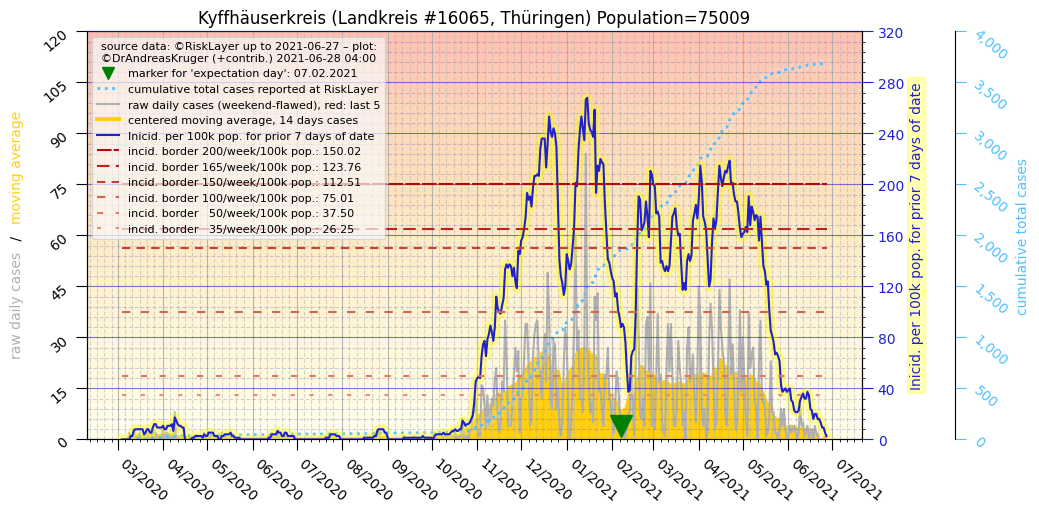 Kyffhäuserkreis (Landkreis #16065, Thüringen) Population=75009
source data: ©RiskLayer up to 2021-06-27 – plot:
©DrAndreasKruger (+contrib.) 2021-06-28 04:00
marker for 'expectation day': 07.02.2021
cumulative total cases reported at RiskLayer
raw daily cases (weekend-flawed), red: last 5
centered moving average, 14 days cases
Inicid. per 100k pop. for prior 7 days of date
incid. border 200/week/100k pop.: 150.02
incid. border 165/week/100k pop.: 123.76
incid. border 150/week/100k pop.: 112.51
incid. border 100/week/100k pop.: 75.01
incid. border   50/week/100k pop.: 37.50
incid. border   35/week/100k pop.: 26.25
raw daily cases / moving average
120
105
90
75
60
45
30
15
0
03/2020
04/2020
05/2020
06/2020
07/2020
08/2020
09/2020
10/2020
11/2020
12/2020
01/2021
02/2021
03/2021
04/2021
05/2021
06/2021
07/2021
320
280
240
200
160
120
80
40
0
Inicid. per 100k pop. for prior 7 days of date
4,000
3,500
3,000
2,500
2,000
1,500
1,000
500
0
cumulative total cases